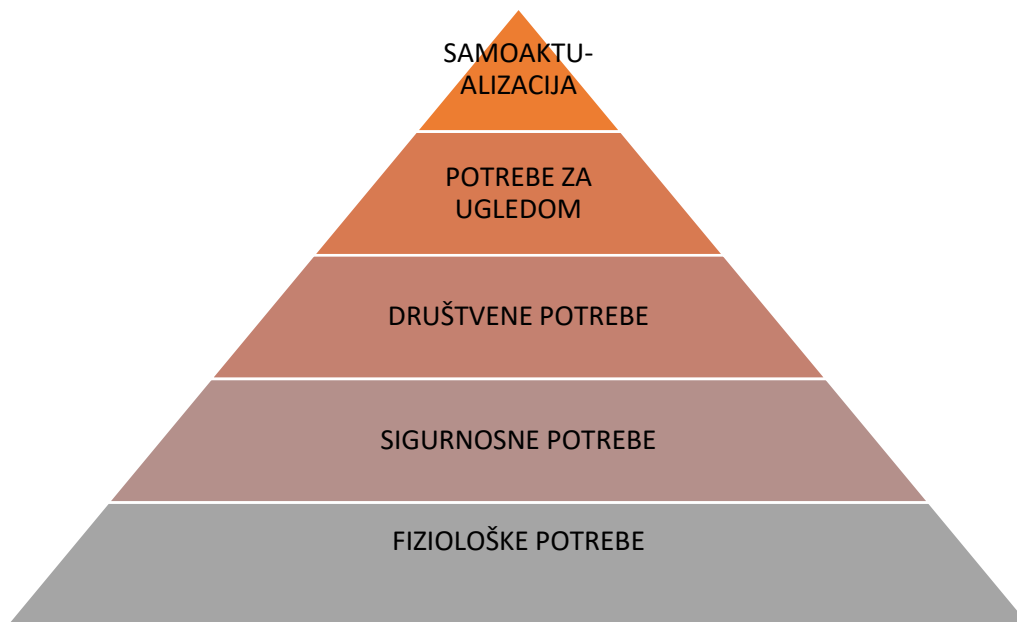 SAMOAKTU-
ALIZACIJA
POTREBE ZA
UGLEDOM
DRUŠTVENE POTREBE
SIGURNOSNE POTREBE
FIZIOLOŠKE POTREBE